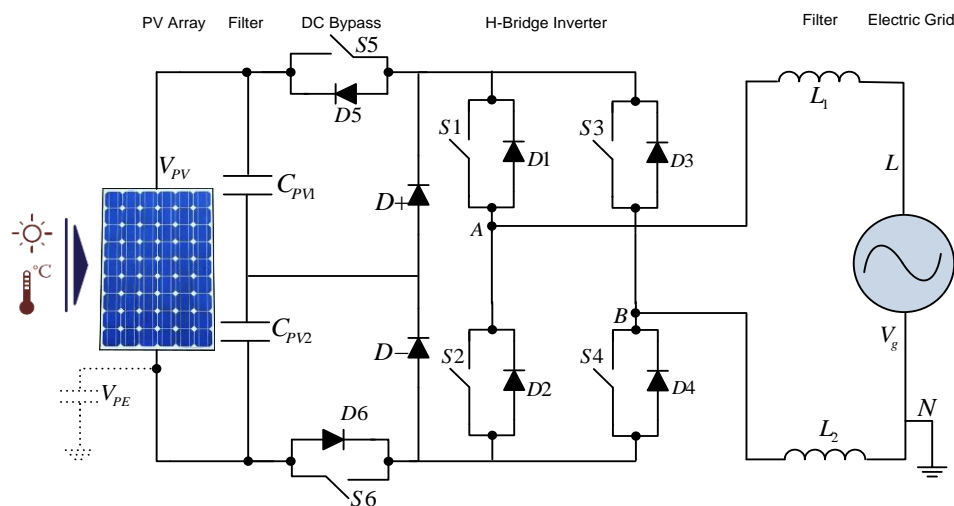 PV Array
Filter
DC Bypass
H-Bridge Inverter
Filter
Electric Grid
S5
D5
L1
V_PV
S1
D1
S3
D3
L
C_PV1
D+
°C
A
B
C_PV2
D−
S2
D2
S4
D4
V_g
V_PE
D6
S6
L2
N